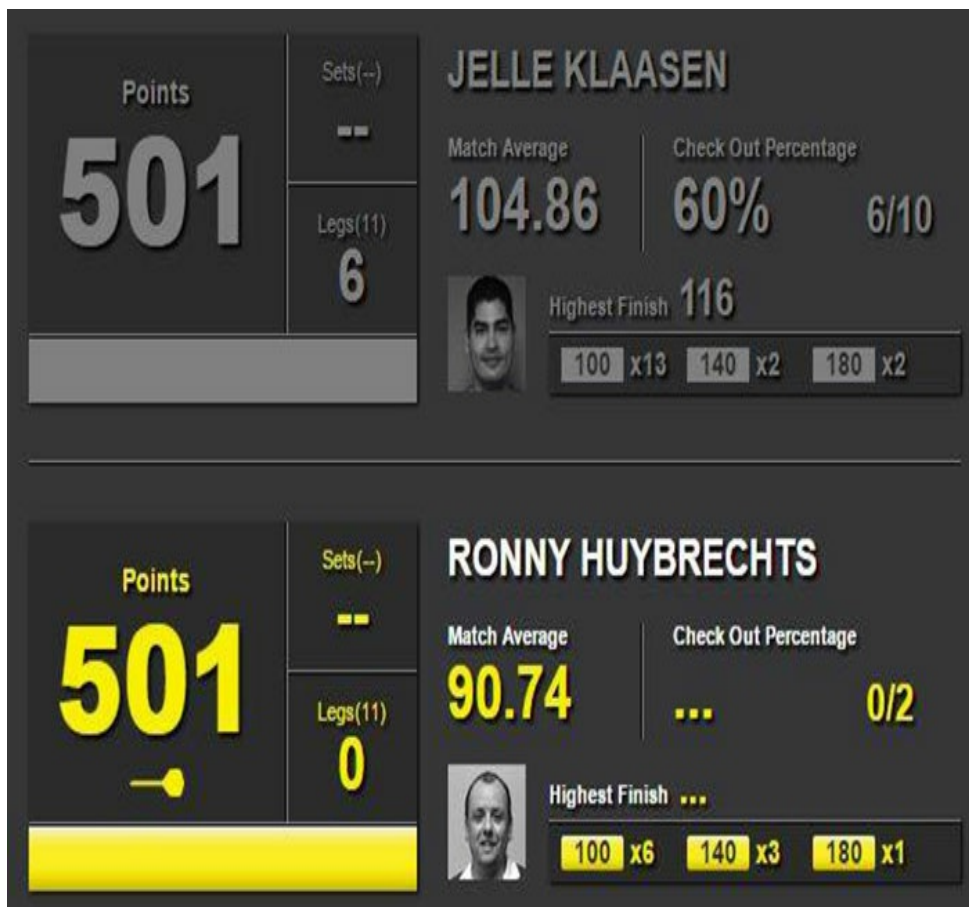 JELLE KLAASEN
Points
501
Sets(--)
--
Legs(11)
6
Match Average
104.86
Check Out Percentage
60% 6/10
Highest Finish 116
100 x13 140 x2 180 x2
RONNY HUYBRECHTS
Points
501
Sets(--)
--
Legs(11)
0
Match Average
90.74
Check Out Percentage
... 0/2
Highest Finish ...
100 x6 140 x3 180 x1